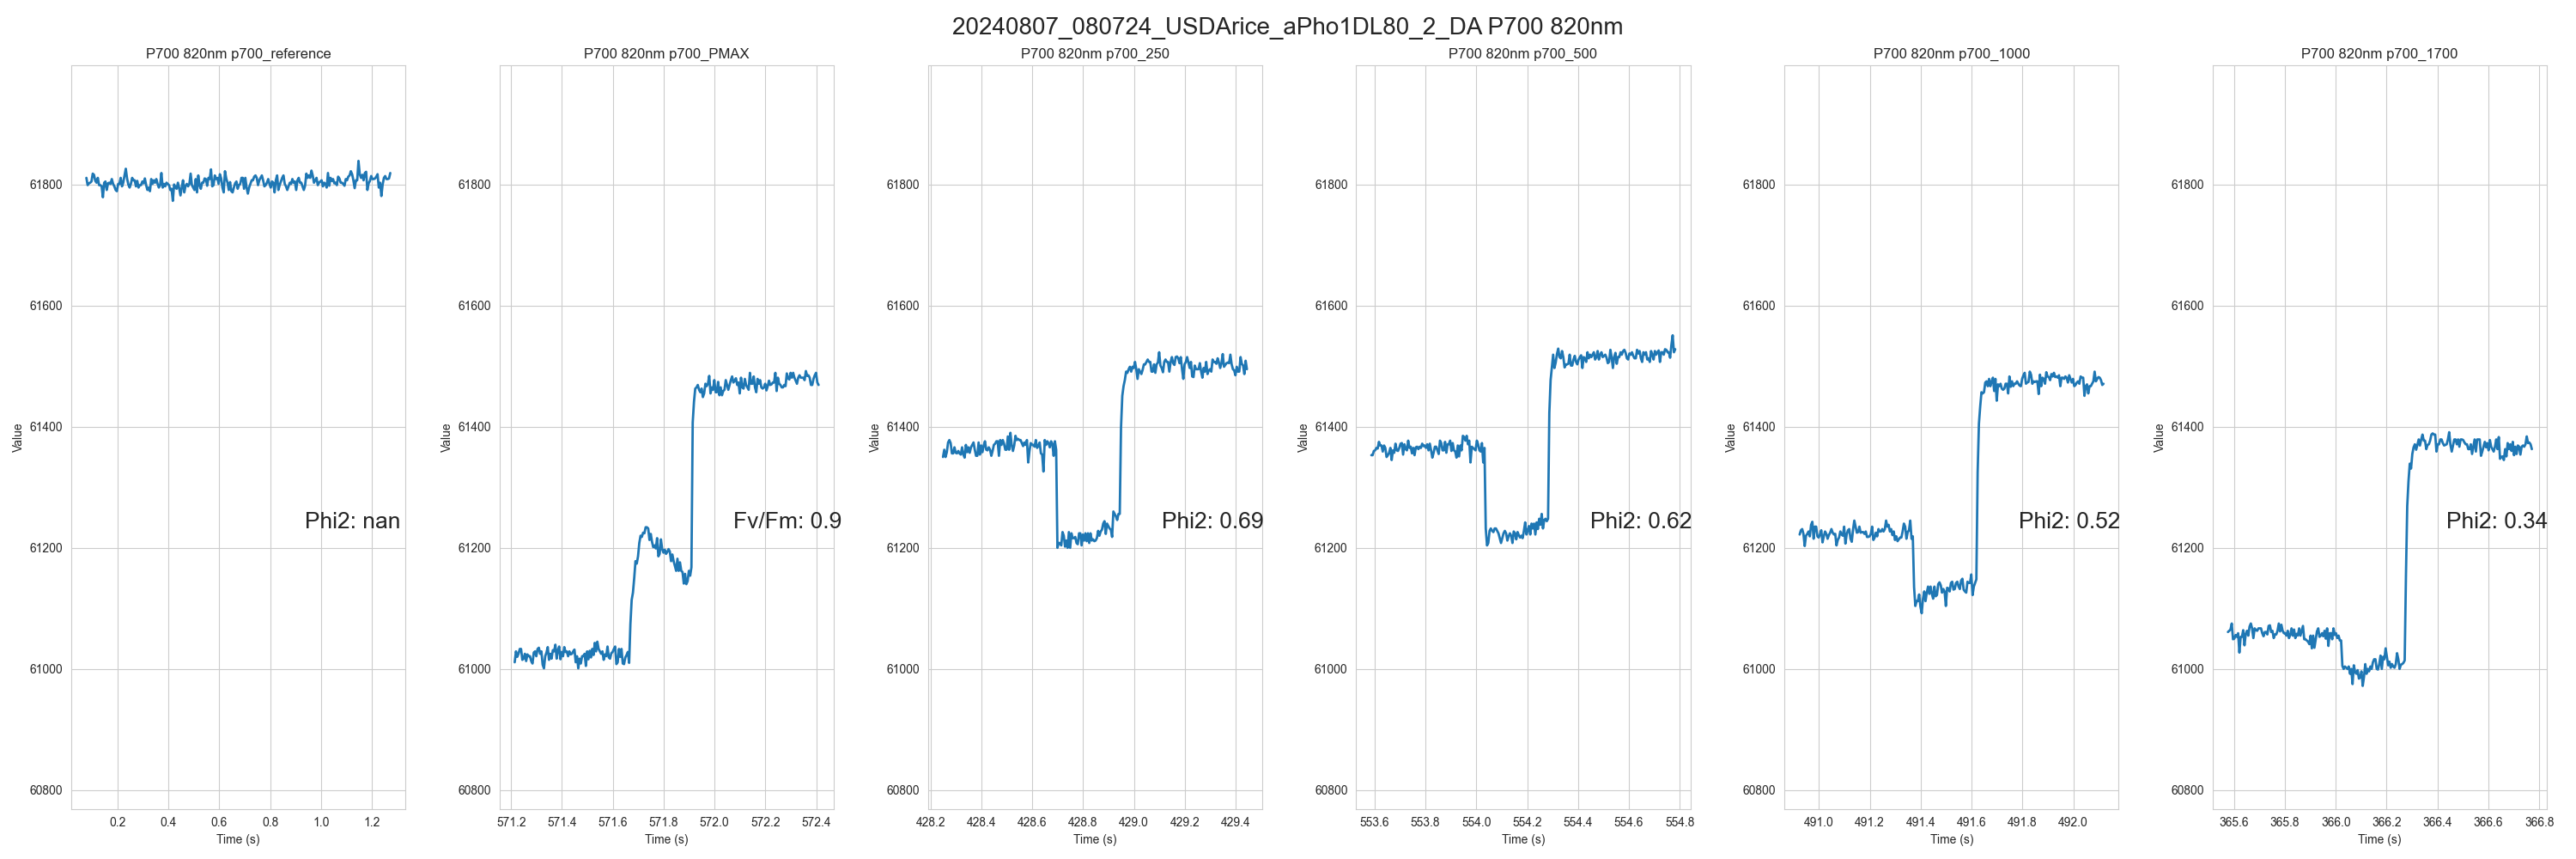 20240807_080724_USDArice_aPho1DL80_2_DA P700 820nm
P700 820nm p700_reference
Value
61800
61600
61400
61200
61000
60800
Phi2: nan
0.2 0.4 0.6 0.8 1.0 1.2
Time (s)
P700 820nm p700_PMAX
Value
61800
61600
61400
61200
61000
60800
Fv/Fm: 0.9
571.2 571.4 571.6 571.8 572.0 572.2 572.4
Time (s)
P700 820nm p700_250
Value
61800
61600
61400
61200
61000
60800
Phi2: 0.69
428.2 428.4 428.6 428.8 429.0 429.2 429.4
Time (s)
P700 820nm p700_500
Value
61800
61600
61400
61200
61000
60800
Phi2: 0.62
553.6 553.8 554.0 554.2 554.4 554.6 554.8
Time (s)
P700 820nm p700_1000
Value
61800
61600
61400
61200
61000
60800
Phi2: 0.52
491.0 491.2 491.4 491.6 491.8 492.0
Time (s)
P700 820nm p700_1700
Value
61800
61600
61400
61200
61000
60800
Phi2: 0.34
365.6 365.8 366.0 366.2 366.4 366.6 366.8
Time (s)